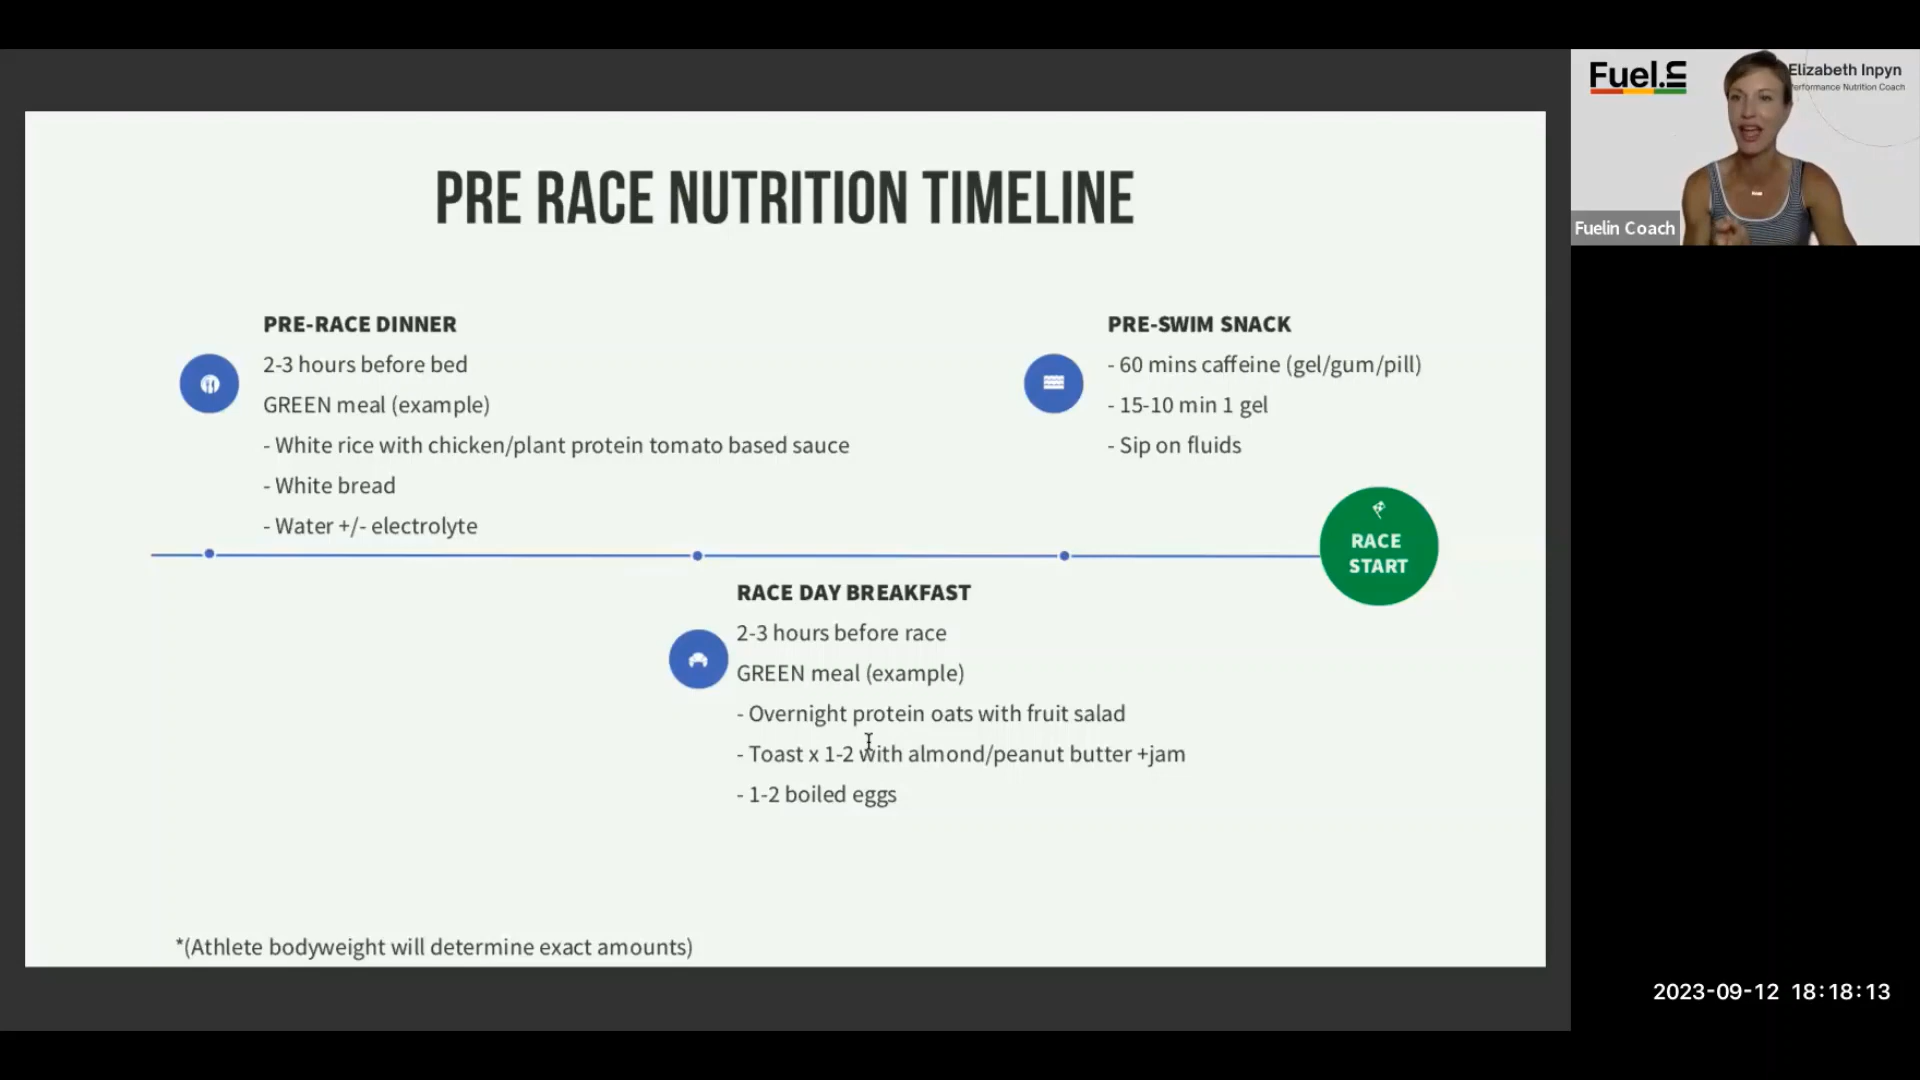 PRE RACE NUTRITION TIMELINE
PRE-RACE DINNER
2-3 hours before bed
GREEN meal (example)
- White rice with chicken/plant protein tomato based sauce
- White bread
- Water +/- electrolyte
PRE-SWIM SNACK
- 60 mins caffeine (gel/gum/pill)
- 15-10 min 1 gel
- Sip on fluids
RACE
START
RACE DAY BREAKFAST
2-3 hours before race
GREEN meal (example)
- Overnight protein oats with fruit salad
- Toast x 1-2 with almond/peanut butter +jam
- 1-2 boiled eggs
*(Athlete bodyweight will determine exact amounts)
Fuel.in
Elizabeth Inpyn
Performance Nutrition Coach
Fuelin Coach
2023-09-12 18:18:13